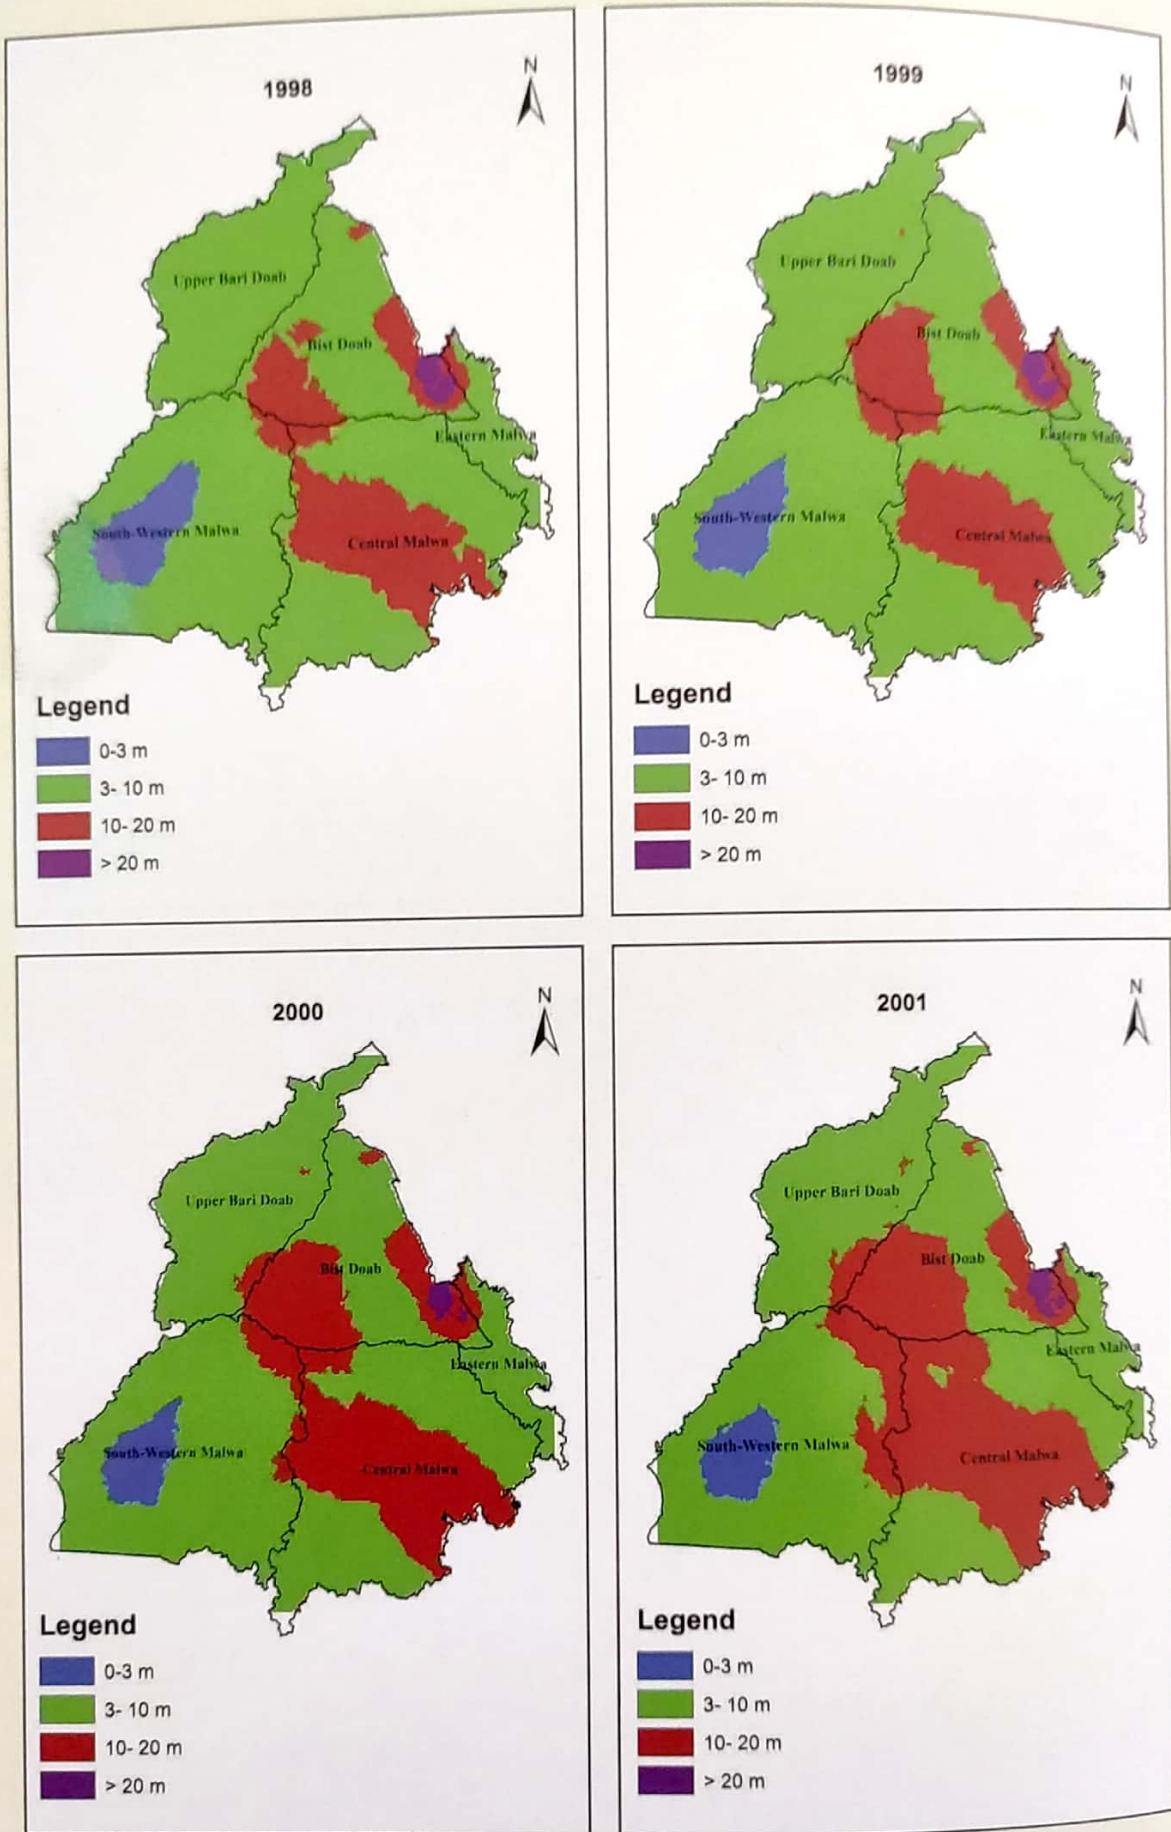 1998
N
Upper Bari Doab
Bist Doab
Eastern Malwa
South-Western Malwa
Central Malwa
Legend
0-3 m
3- 10 m
10- 20 m
> 20 m
1999
N
Upper Bari Doab
Bist Doab
Eastern Malwa
South-Western Malwa
Central Malwa
Legend
0-3 m
3- 10 m
10- 20 m
> 20 m
2000
N
Upper Bari Doab
Bist Doab
Eastern Malwa
South-Western Malwa
Central Malwa
Legend
0-3 m
3- 10 m
10- 20 m
> 20 m
2001
N
Upper Bari Doab
Bist Doab
Eastern Malwa
South-Western Malwa
Central Malwa
Legend
0-3 m
3- 10 m
10- 20 m
> 20 m